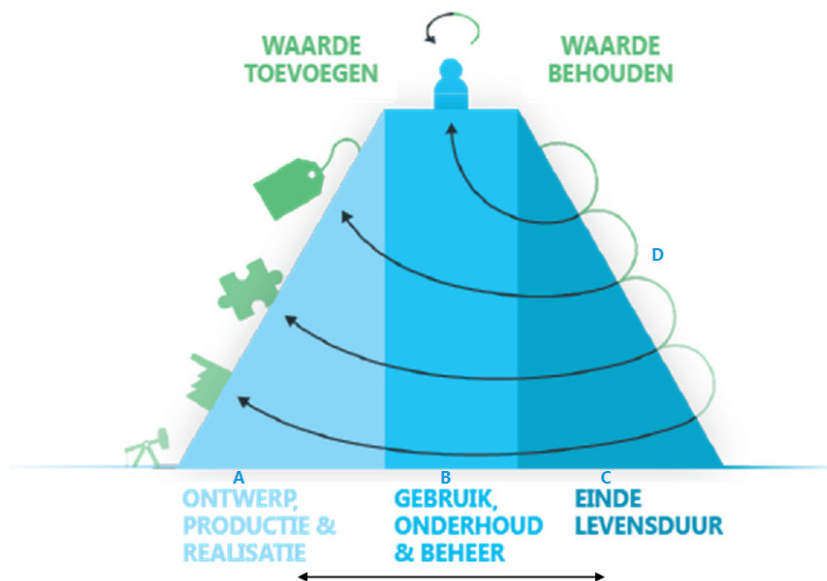 WAARDE
TOEVOEGEN
WAARDE
BEHOUDEN
D
A
B
C
ONTWERP,
PRODUCTIE &
REALISATIE
GEBRUIK,
ONDERHOUD
& BEHEER
EINDE
LEVENSDUUR